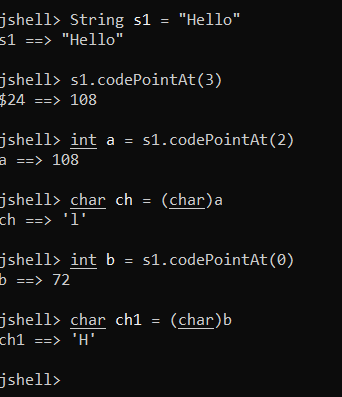 jshell> String s1 = "Hello"
s1 ==> "Hello"
jshell> s1.codePointAt(3)
$24 ==> 108
jshell> int a = s1.codePointAt(2)
a ==> 108
jshell> char ch = (char)a
ch ==> 'l'
jshell> int b = s1.codePointAt(0)
b ==> 72
jshell> char ch1 = (char)b
ch1 ==> 'H'
jshell>